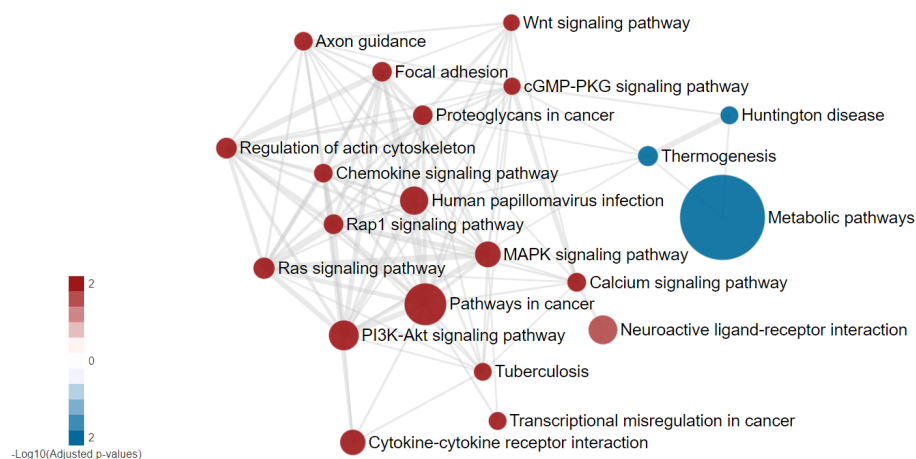 Wnt signaling pathway
Axon guidance
Focal adhesion
cGMP-PKG signaling pathway
Proteoglycans in cancer
Huntington disease
Regulation of actin cytoskeleton
Thermogenesis
Chemokine signaling pathway
Human papillomavirus infection
Metabolic pathways
Rap1 signaling pathway
MAPK signaling pathway
Ras signaling pathway
Calcium signaling pathway
Pathways in cancer
Neuroactive ligand-receptor interaction
PI3K-Akt signaling pathway
Tuberculosis
Transcriptional misregulation in cancer
Cytokine-cytokine receptor interaction
2
0
2
-Log10(Adjusted p-values)